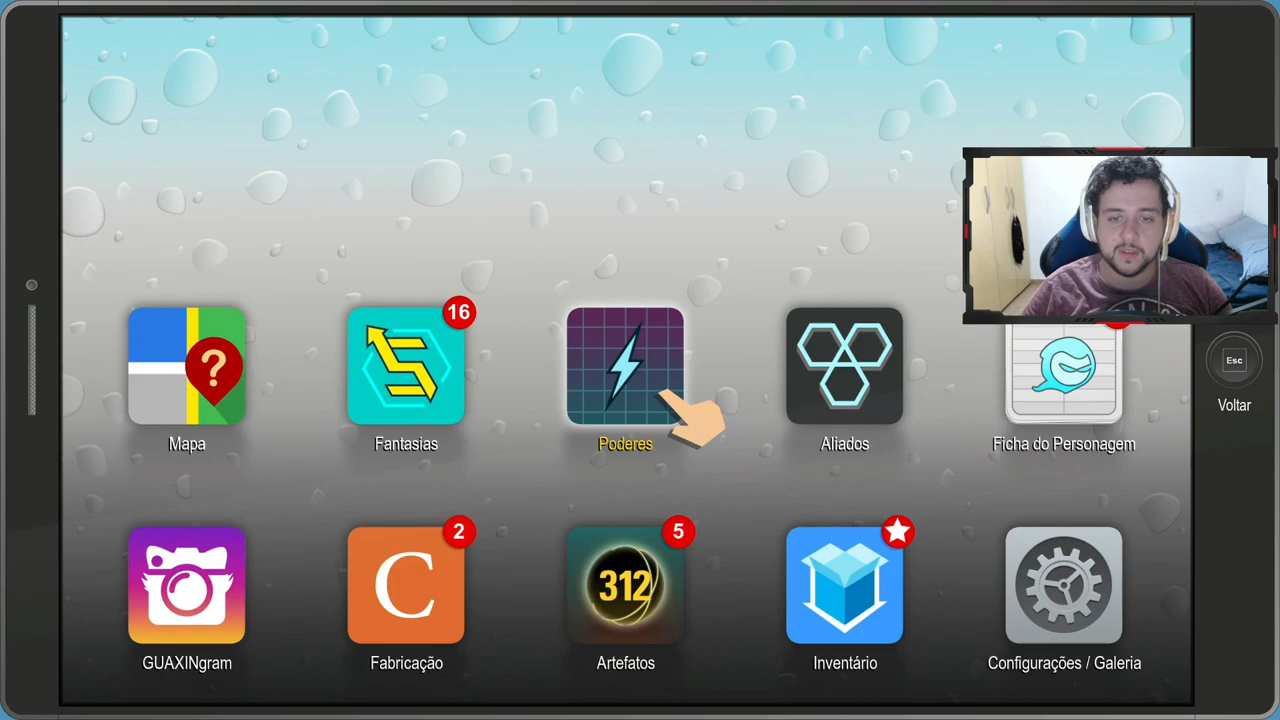 ?
16
Esc
Voltar
Mapa
Fantasias
Poderes
Aliados
Ficha do Personagem
2
5
C
312
GUAXINgram
Fabricação
Artefatos
Inventário
Configurações / Galeria